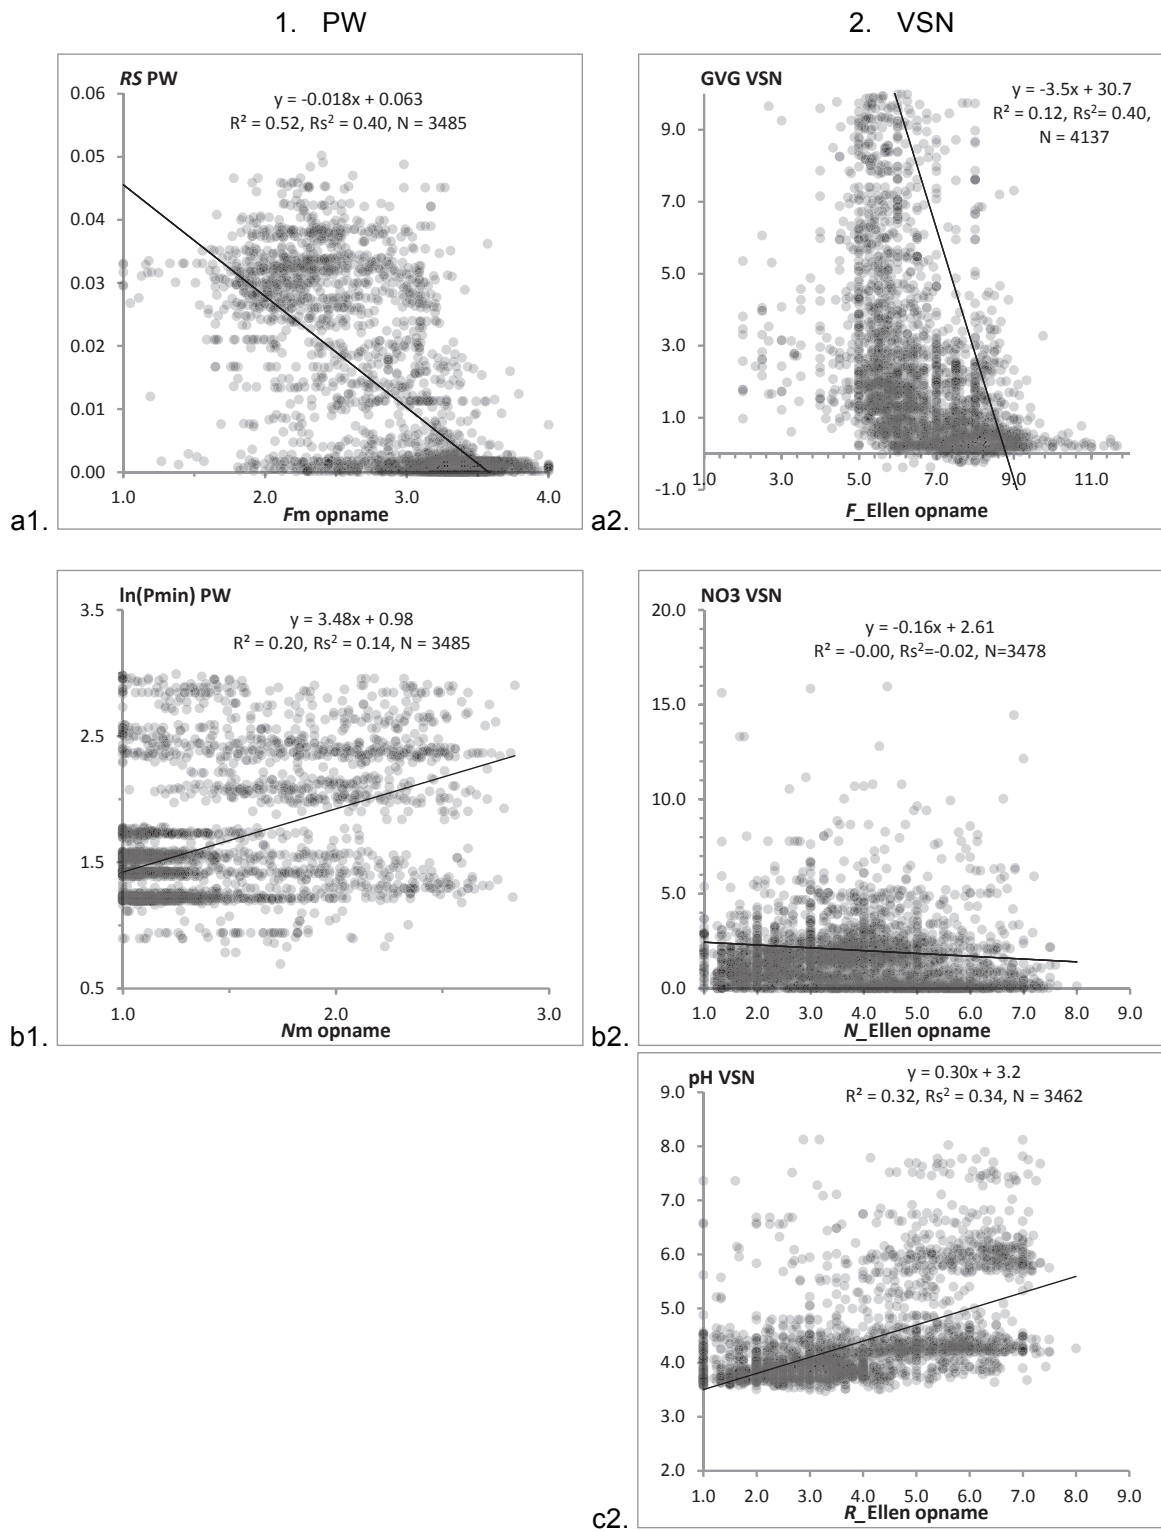 1. PW
2. VSN
RS PW
y = -0.018x + 0.063
R² = 0.52, Rs² = 0.40, N = 3485
0.06
0.05
0.04
0.03
0.02
0.01
0.00
1.0 2.0 3.0 4.0
Fm opname
a1.
GVG VSN
y = -3.5x + 30.7
R² = 0.12, Rs²= 0.40,
N = 4137
9.0
7.0
5.0
3.0
1.0
-1.0
1.0 3.0 5.0 7.0 9.0 11.0
F_Ellen opname
a2.
ln(Pmin) PW
y = 3.48x + 0.98
R² = 0.20, Rs² = 0.14, N = 3485
3.5
2.5
1.5
0.5
1.0 2.0 3.0
Nm opname
b1.
NO3 VSN
y = -0.16x + 2.61
R² = -0.00, Rs²=-0.02, N=3478
20.0
15.0
10.0
5.0
0.0
1.0 2.0 3.0 4.0 5.0 6.0 7.0 8.0 9.0
N_Ellen opname
b2.
pH VSN
y = 0.30x + 3.2
R² = 0.32, Rs² = 0.34, N = 3462
9.0
8.0
7.0
6.0
5.0
4.0
3.0
2.0
1.0 2.0 3.0 4.0 5.0 6.0 7.0 8.0 9.0
R_Ellen opname
c2.